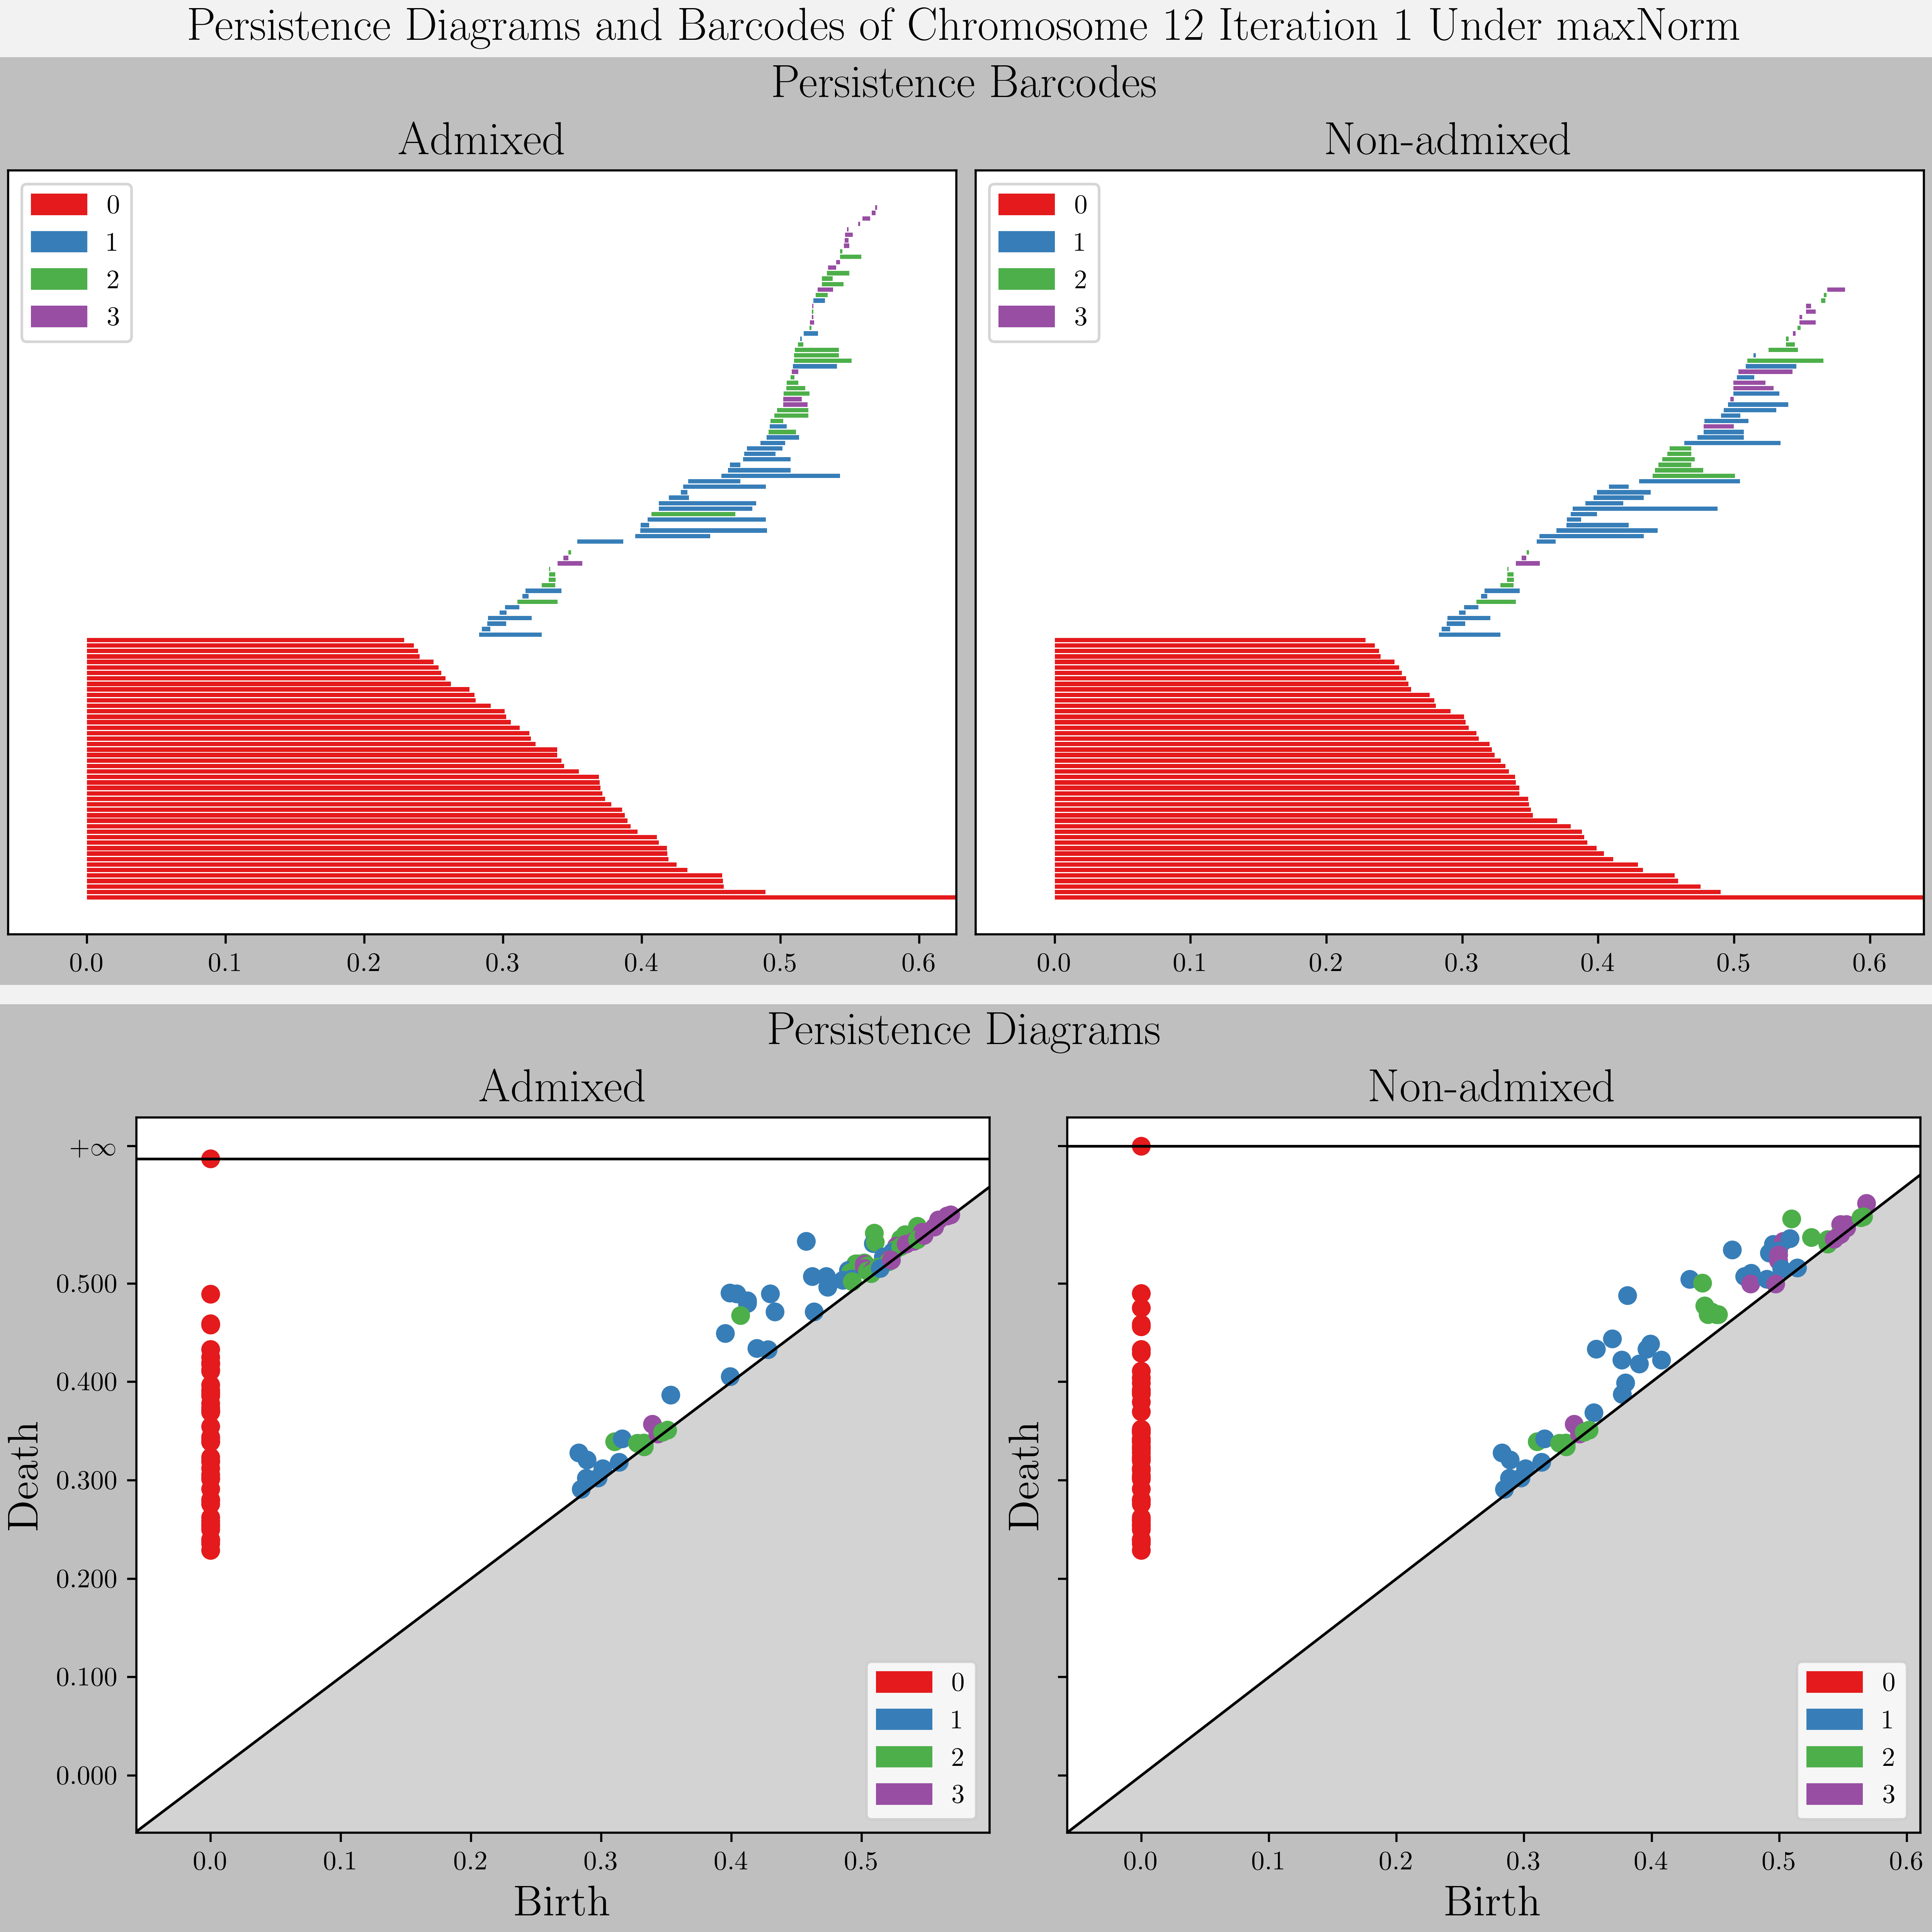 Persistence Diagrams and Barcodes of Chromosome 12 Iteration 1 Under maxNorm
Persistence Barcodes
Admixed
0
1
2
3
0.0 0.1 0.2 0.3 0.4 0.5 0.6
Non-admixed
0
1
2
3
0.0 0.1 0.2 0.3 0.4 0.5 0.6
Persistence Diagrams
Admixed
+∞
0.500
0.400
0.300
0.200
0.100
0.000
Death
0
1
2
3
0.0 0.1 0.2 0.3 0.4 0.5
Birth
Non-admixed
Death
0
1
2
3
0.0 0.1 0.2 0.3 0.4 0.5 0.6
Birth